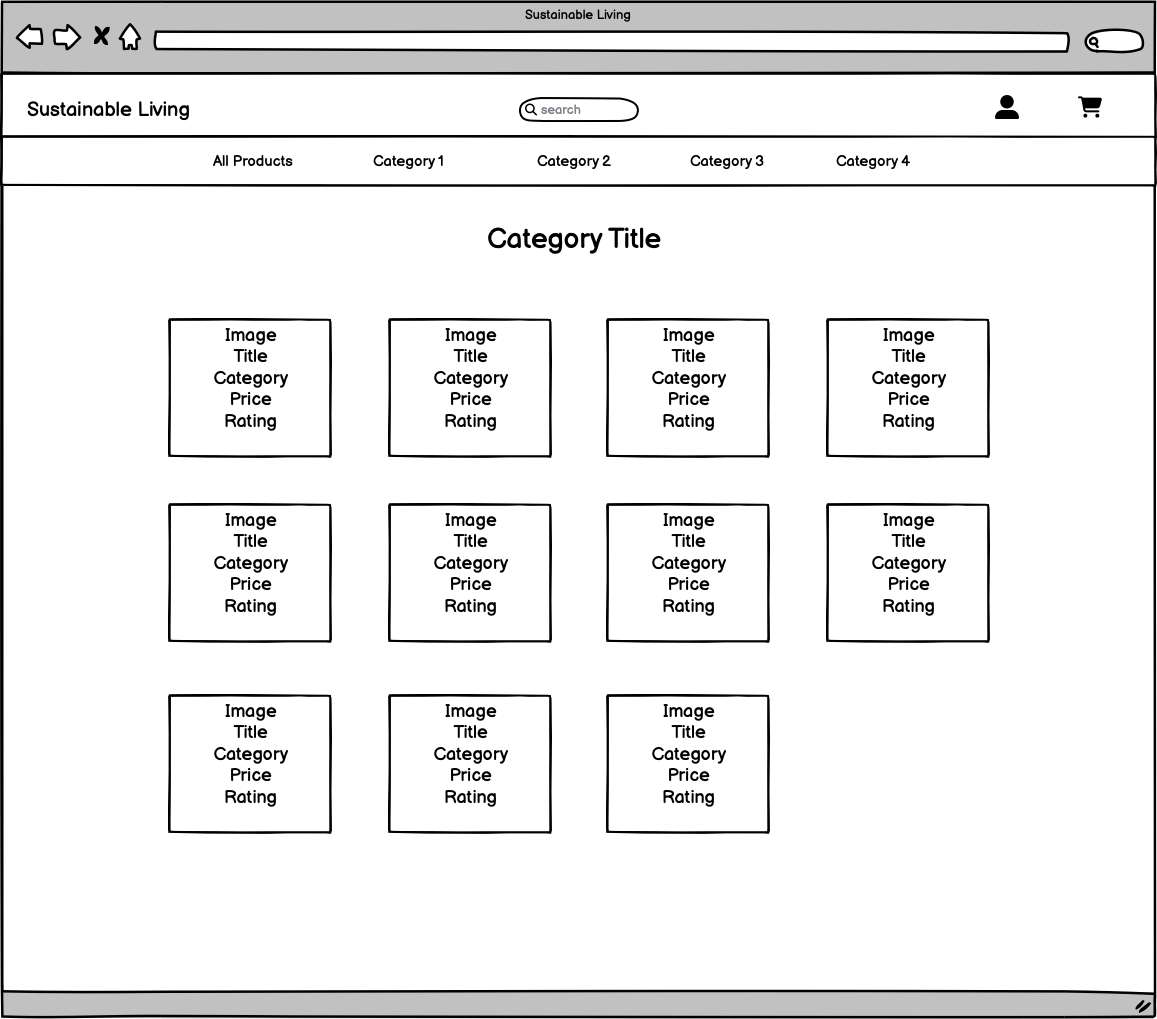 Sustainable Living
Sustainable Living
search
All Products Category 1 Category 2 Category 3 Category 4
Category Title
Image Image Image Image
Title Title Title Title
Category Category Category Category
Price Price Price Price
Rating Rating Rating Rating
Image Image Image Image
Title Title Title Title
Category Category Category Category
Price Price Price Price
Rating Rating Rating Rating
Image Image Image
Title Title Title
Category Category Category
Price Price Price
Rating Rating Rating